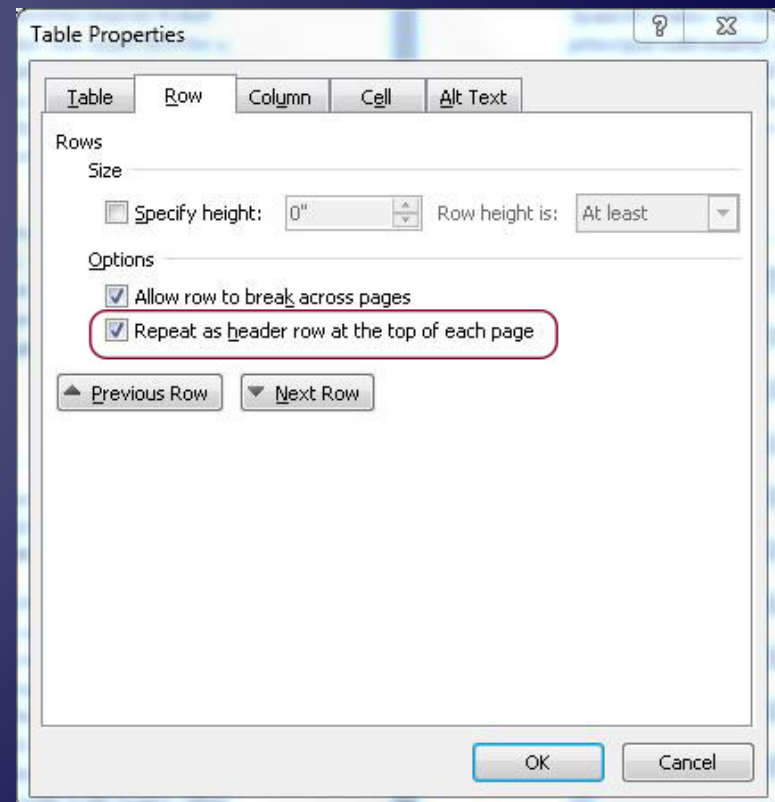 Table Properties
Table Row Column Cell Alt Text
Rows
Size
Specify height: 0" Row height is: At least
Options
Allow row to break across pages
Repeat as header row at the top of each page
Previous Row Next Row
OK Cancel